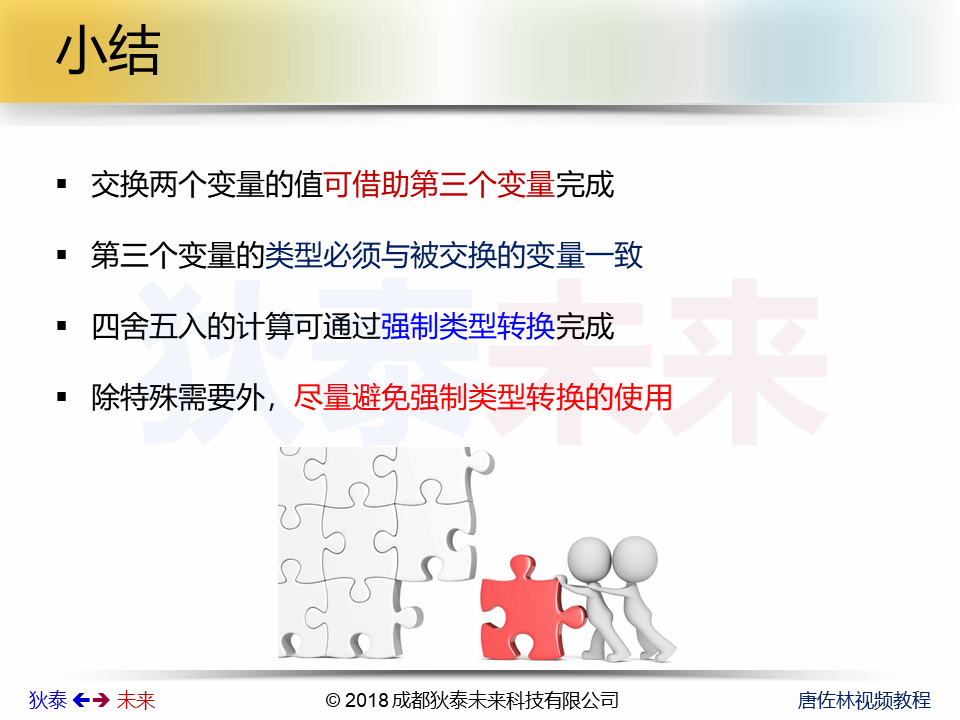 小结
交换两个变量的值可借助第三个变量完成
第三个变量的类型必须与被交换的变量一致
四舍五入的计算可通过强制类型转换完成
除特殊需要外，尽量避免强制类型转换的使用
狄泰未来
狄泰 未来
© 2018 成都狄泰未来科技有限公司
唐佐林视频教程